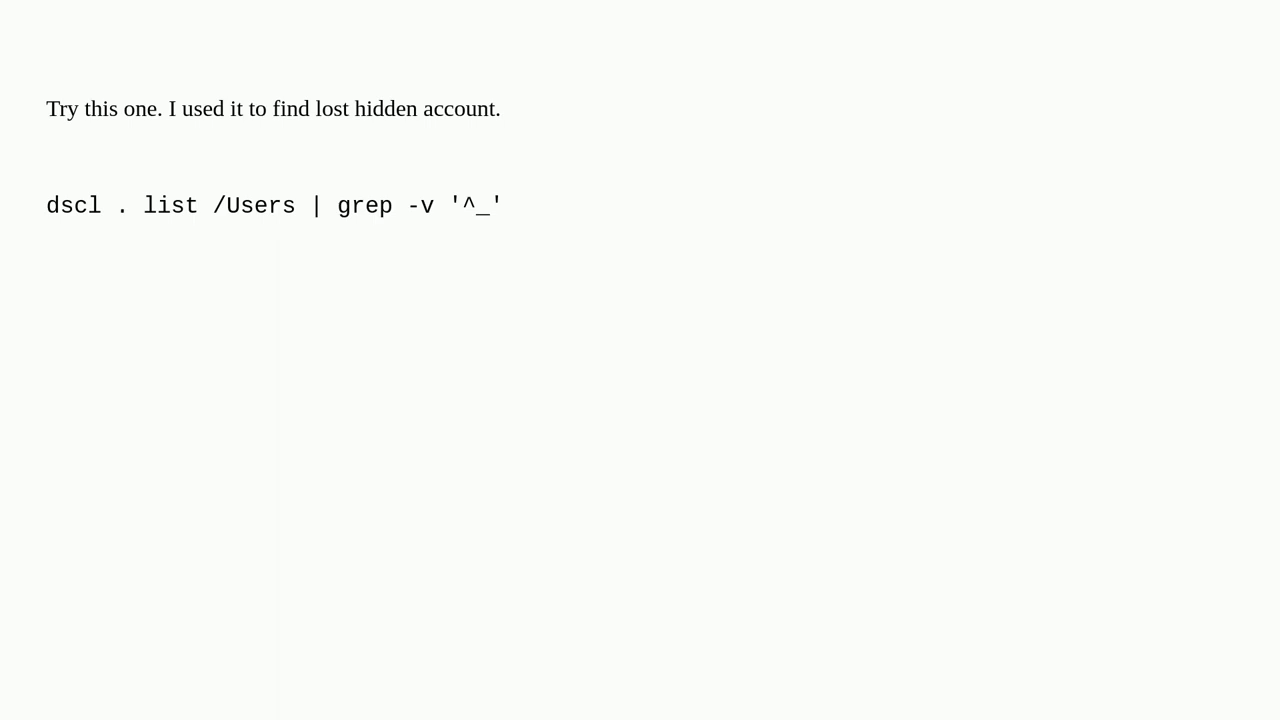 Try this one. I used it to find lost hidden account.
dscl . list /Users | grep -v '^_'